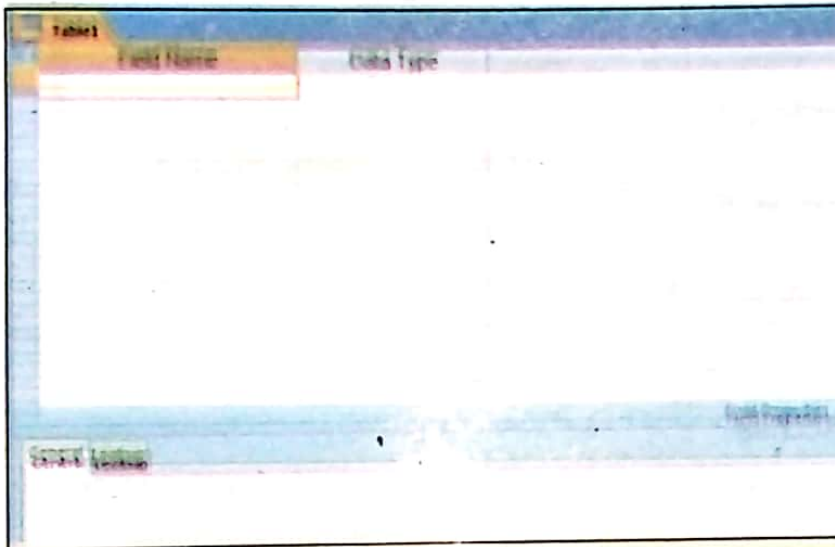 Table1
Field Name Data Type
Field Properties
General Lookup